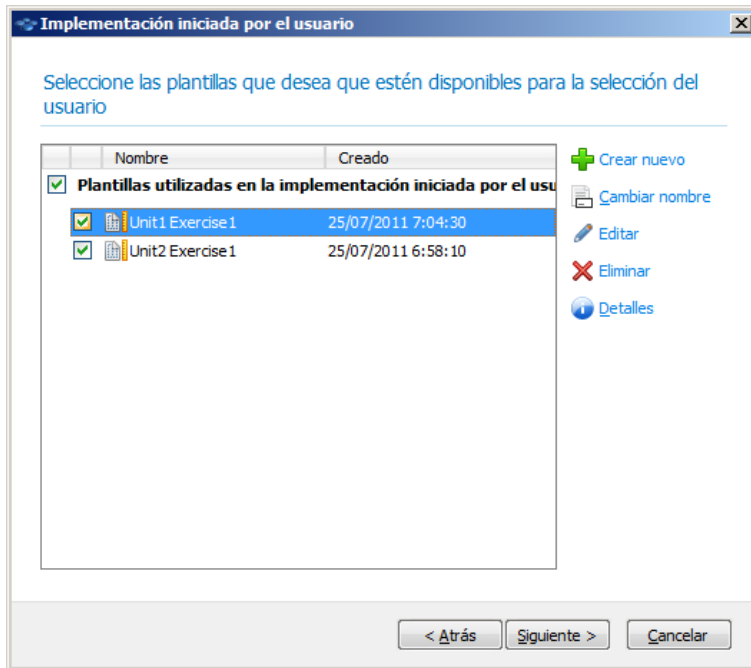 Implementación iniciada por el usuario
Seleccione las plantillas que desea que estén disponibles para la selección del
usuario
Nombre Creado
Plantillas utilizadas en la implementación iniciada por el usu
Unit1 Exercise1 25/07/2011 7:04:30
Unit2 Exercise1 25/07/2011 6:58:10
Crear nuevo
Cambiar nombre
Editar
Eliminar
Detalles
< Atrás Siguiente > Cancelar